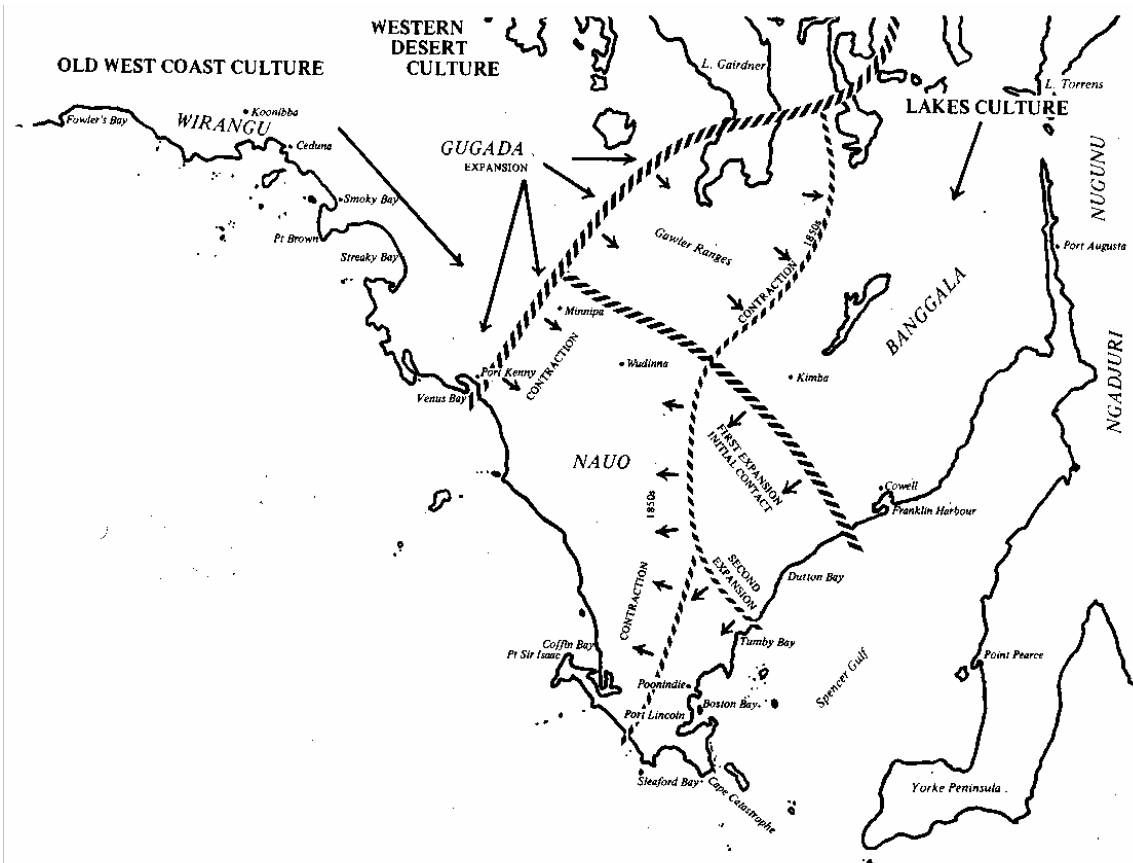 WESTERN
DESERT
CULTURE
OLD WEST COAST CULTURE
L. Gairdner
L. Torrens
LAKES CULTURE
Fowler's Bay
Koonibba
WIRANGU
Ceduna
GUGADA
EXPANSION
NUGUNU
Smoky Bay
Pt Brown
Streaky Bay
Gawler Ranges
1850s
CONTRACTION
Port Augusta
BANGGALA
Minnipa
CONTRACTION
Wudinna
Kimba
NGADJURI
Port Kenny
Venus Bay
NAUO
FIRST EXPANSION
INITIAL CONTACT
Cowell
Franklin Harbour
1850s
CONTRACTION
SECOND
EXPANSION
Dutton Bay
Tumby Bay
Coffin Bay
Pt Sir Isaac
Point Pearce
Spencer Gulf
Poonindie
Boston Bay
Port Lincoln
Sleaford Bay
Cape Catastrophe
Yorke Peninsula